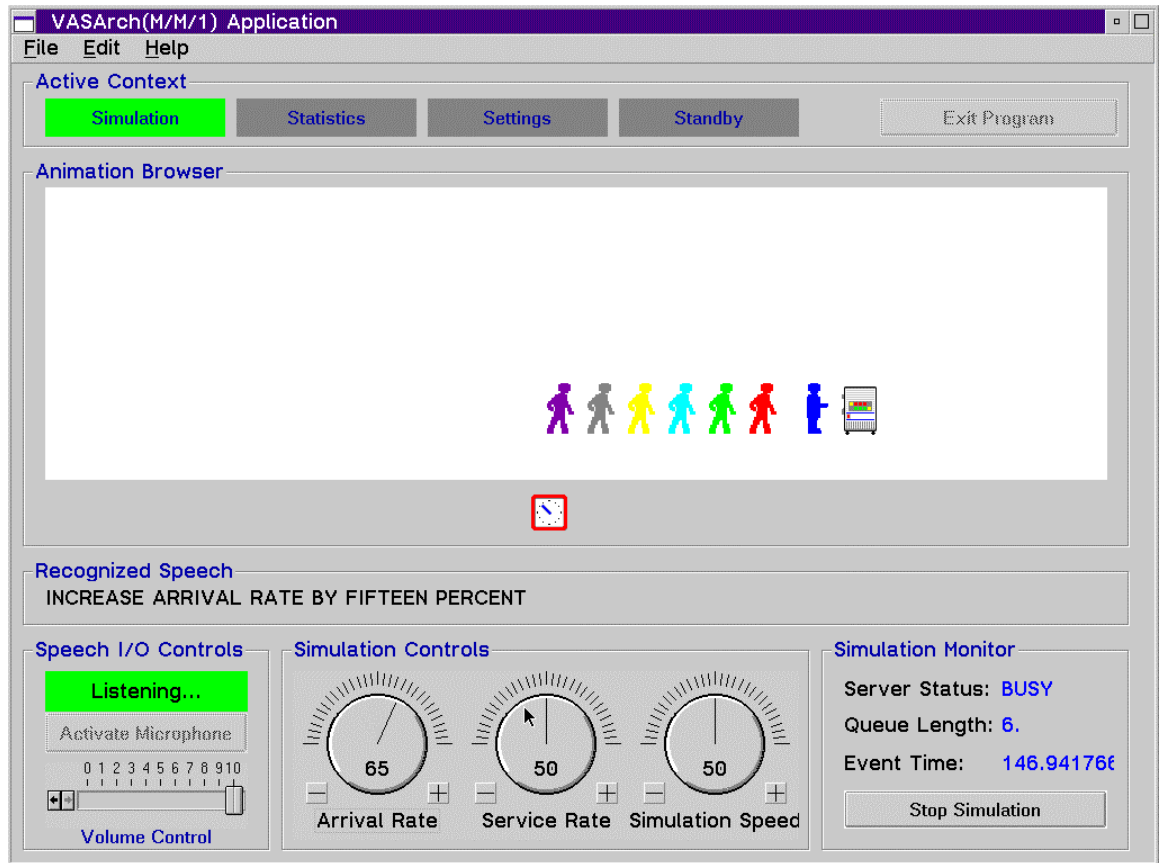 VASArch(M/M/1) Application
File Edit Help
Active Context
Simulation Statistics Settings Standby Exit Program
Animation Browser
Recognized Speech
INCREASE ARRIVAL RATE BY FIFTEEN PERCENT
Speech I/O Controls
Listening...
Activate Microphone
0 1 2 3 4 5 6 7 8 9 10
Volume Control
Simulation Controls
65 50 50
Arrival Rate Service Rate Simulation Speed
Simulation Monitor
Server Status: BUSY
Queue Length: 6.
Event Time: 146.941766
Stop Simulation